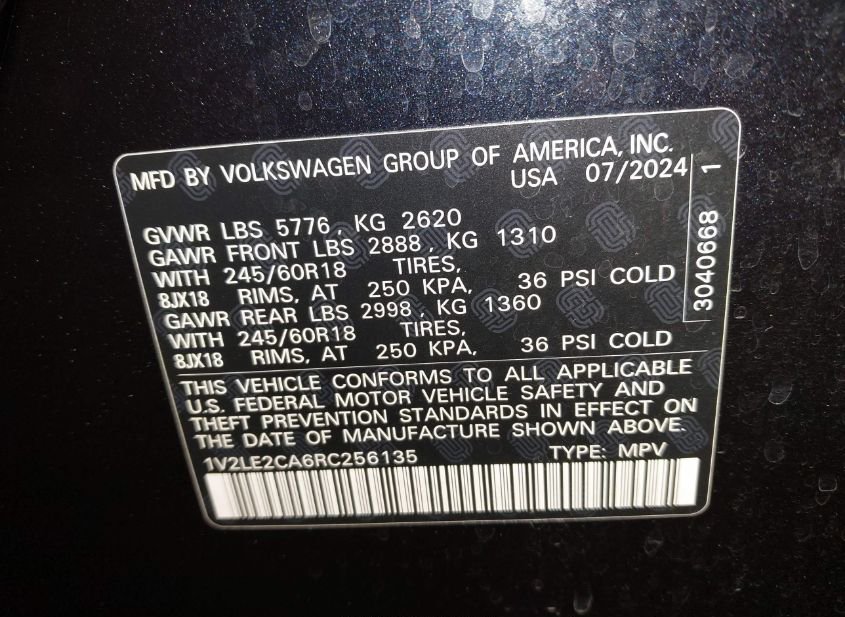 MFD BY VOLKSWAGEN GROUP OF AMERICA, INC.
USA 07/2024
GVWR LBS 5776, KG 2620
GAWR FRONT LBS 2888, KG 1310
WITH 245/60R18 TIRES,
8JX18 RIMS, AT 250 KPA, 36 PSI COLD
GAWR REAR LBS 2998, KG 1360
WITH 245/60R18 TIRES,
8JX18 RIMS, AT 250 KPA, 36 PSI COLD
THIS VEHICLE CONFORMS TO ALL APPLICABLE
U.S. FEDERAL MOTOR VEHICLE SAFETY AND
THEFT PREVENTION STANDARDS IN EFFECT ON
THE DATE OF MANUFACTURE SHOWN ABOVE.
1V2LE2CA6RC256135 TYPE: MPV
3040668 1